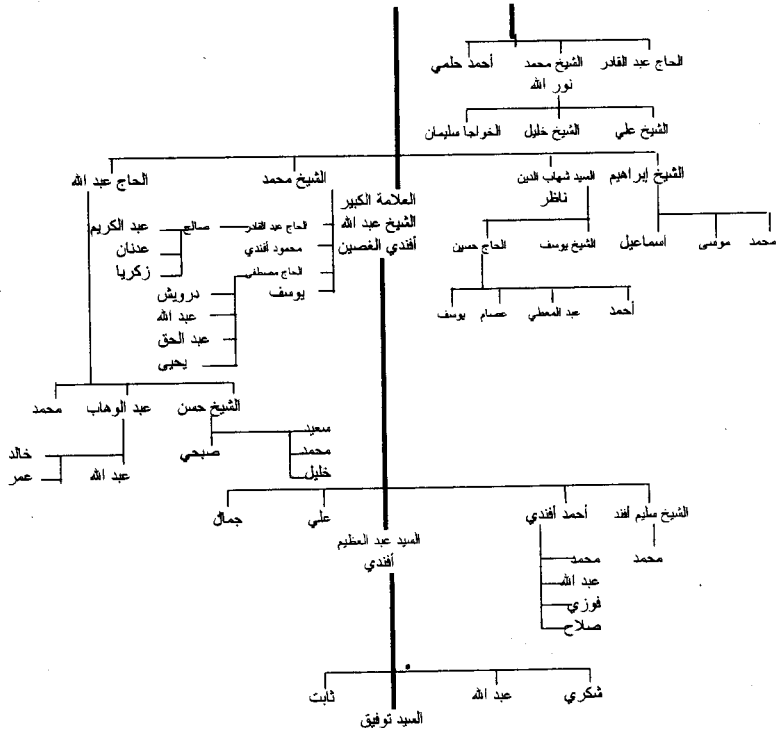 الحاج عبد القادر
الشيخ محمد
نور الله
أحمد حلمي
الشيخ علي
الشيخ خليل
الخواجا سليمان
الشيخ إبراهيم
السيد شهاب الدين
ناظر
الشيخ محمد
الحاج عبد الله
العلامة الكبير
الشيخ عبد الله
أفندي الغصين
محمد
موسى
اسماعيل
الشيخ يوسف
الحاج حسين
أحمد
عبد المعطي
عصام
يوسف
الحاج عبد القادر
محمود أفندي
الحاج مصطفى
يوسف
صالح
عبد الكريم
عدنان
زكريا
درويش
عبد الله
عبد الحق
يحيى
الشيخ حسن
عبد الوهاب
محمد
سعيد
محمد
خليل
صبحي
عبد الله
خالد
عمر
الشيخ سليم أفند
أحمد أفندي
السيد عبد العظيم
أفندي
علي
جمال
محمد
محمد
عبد الله
فوزي
صلاح
شكري
عبد الله
السيد توفيق
ثابت